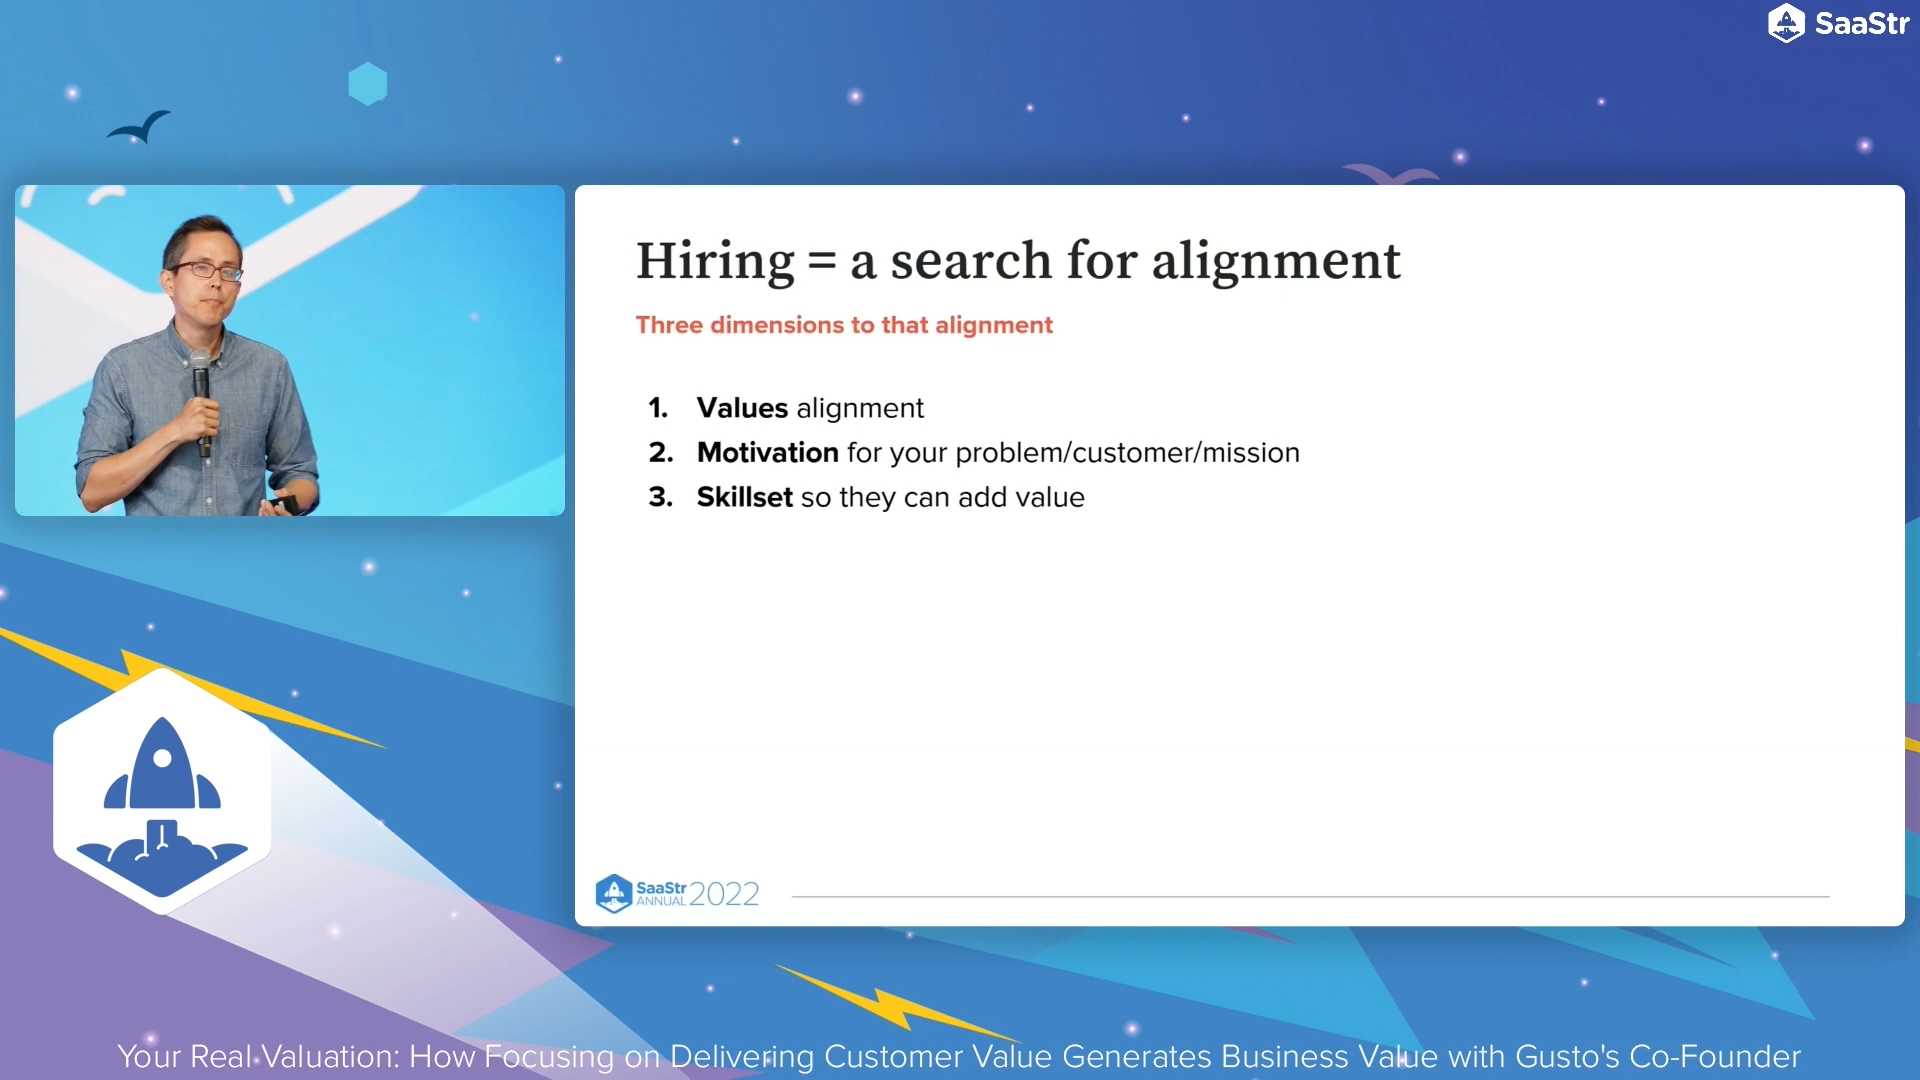 SaaStr
Hiring = a search for alignment
Three dimensions to that alignment
1. Values alignment
2. Motivation for your problem/customer/mission
3. Skillset so they can add value
SaaStr
ANNUAL 2022
Your Real Valuation: How Focusing on Delivering Customer Value Generates Business Value with Gusto's Co-Founder